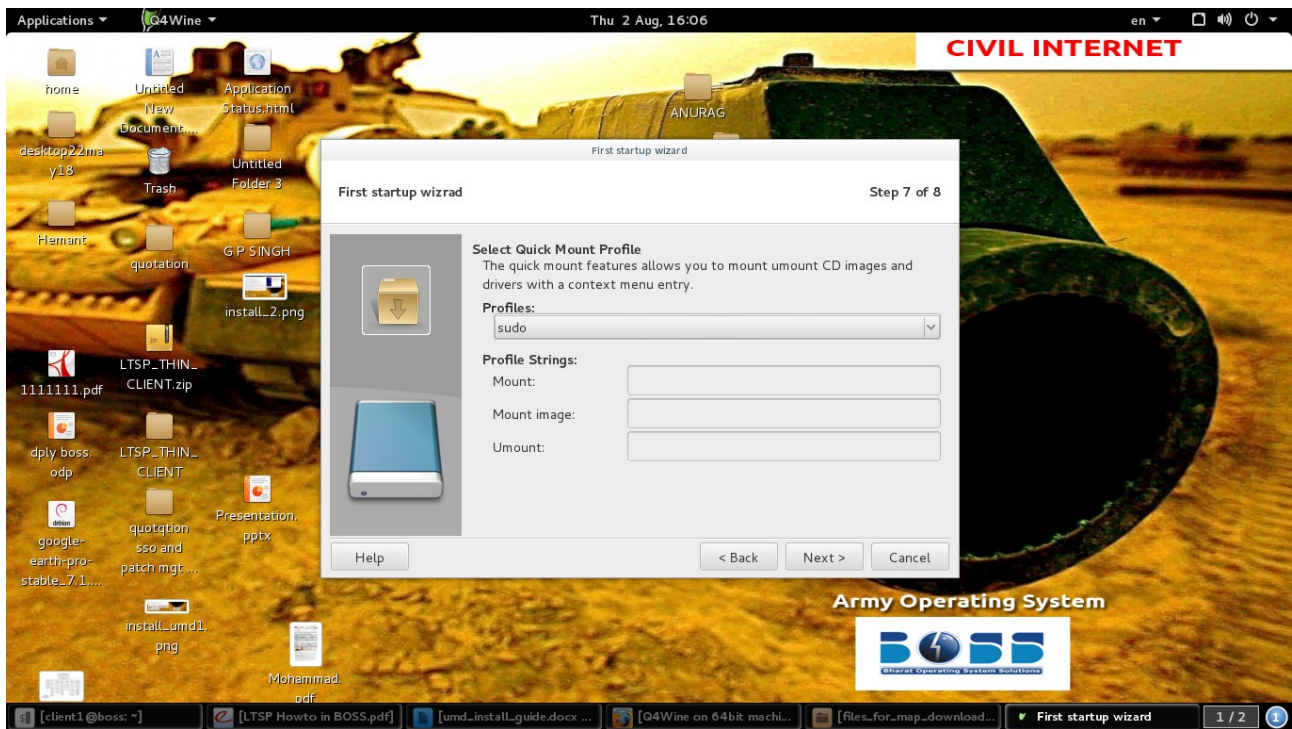 Applications
Q4Wine
Thu 2 Aug, 16:06
en
CIVIL INTERNET
home
Untitled
New
Document....
Application
Status.html
ANURAG
desktop22ma
y18
Trash
Untitled
Folder 3
Hemant
quotation
G P SINGH
install_2.png
1111111.pdf
LTSP_THIN_
CLIENT.zip
dply boss.
odp
LTSP_THIN_
CLIENT
debian
google-
earth-pro-
stable_7.1....
quotqtion
sso and
patch mgt ...
Presentation.
pptx
install_umd1.
png
Mohammad.
pdf
First startup wizard
First startup wizrad
Step 7 of 8
Select Quick Mount Profile
The quick mount features allows you to mount umount CD images and
drivers with a context menu entry.
Profiles:
sudo
Profile Strings:
Mount:
Mount image:
Umount:
Help
< Back
Next >
Cancel
Army Operating System
BOSS
Bharat Operating System Solutions
[client1@boss: ~]
[LTSP Howto in BOSS.pdf]
[umd_install_guide.docx ...
[Q4Wine on 64bit machi...
[files_for_map_download...
First startup wizard
1 / 2
1